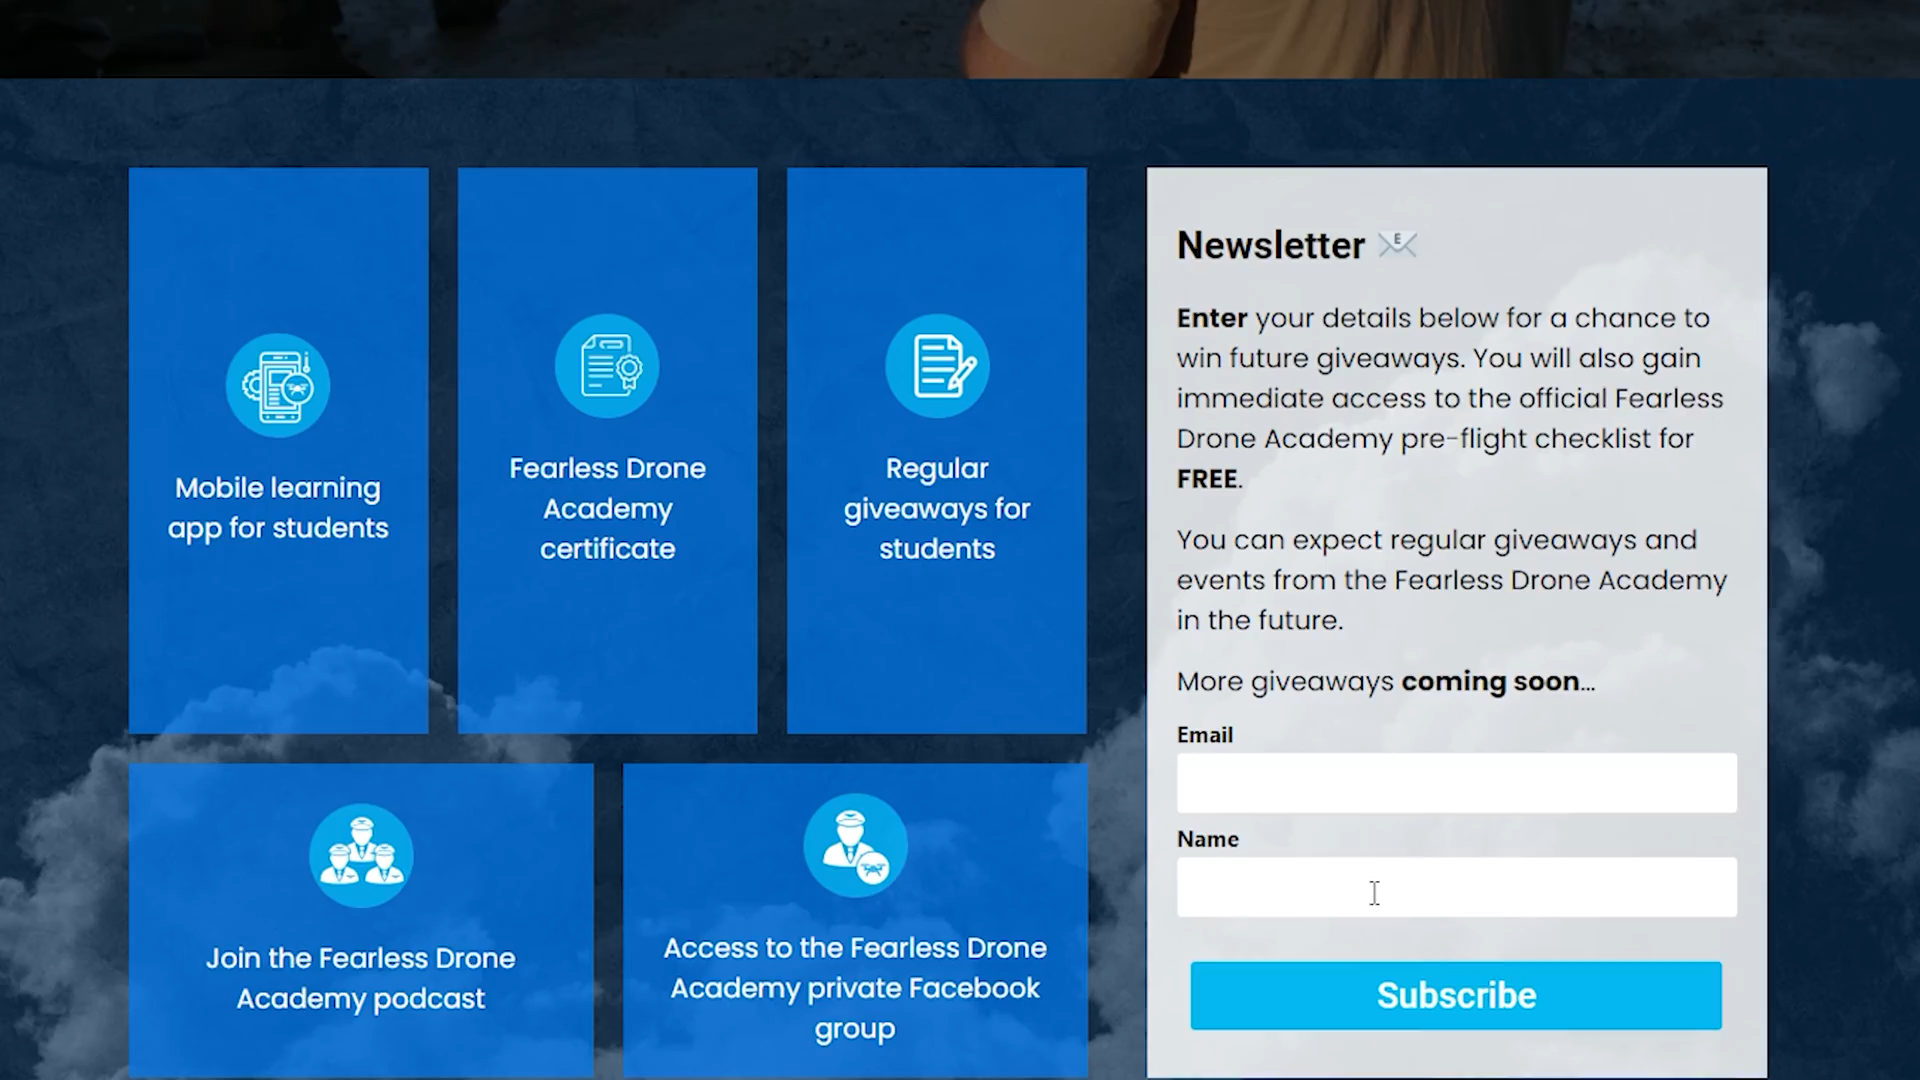 Mobile learning
app for students
Fearless Drone
Academy
certificate
Regular
giveaways for
students
Join the Fearless Drone
Academy podcast
Access to the Fearless Drone
Academy private Facebook
group
Newsletter
E
Enter your details below for a chance to
win future giveaways. You will also gain
immediate access to the official Fearless
Drone Academy pre-flight checklist for
FREE.
You can expect regular giveaways and
events from the Fearless Drone Academy
in the future.
More giveaways coming soon...
Email
Name
Subscribe